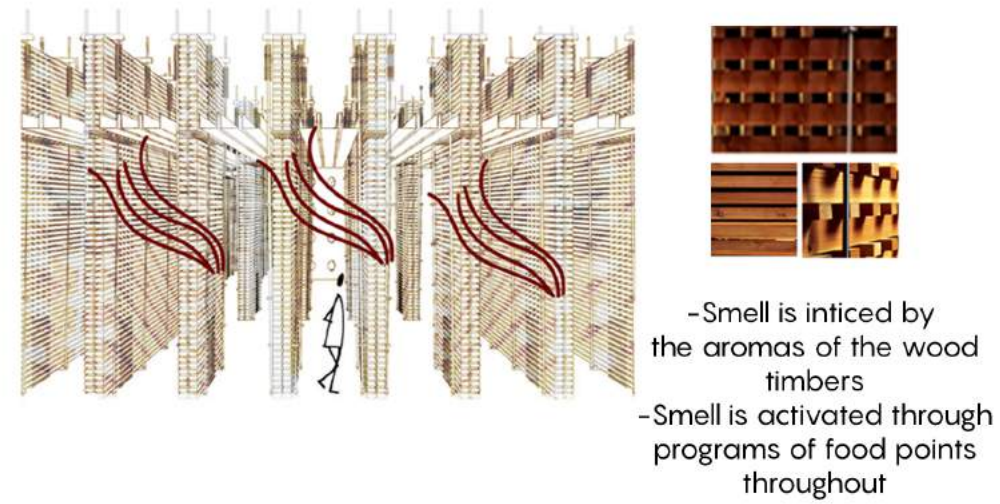 -Smell is inticed by
the aromas of the wood
timbers
-Smell is activated through
programs of food points
throughout